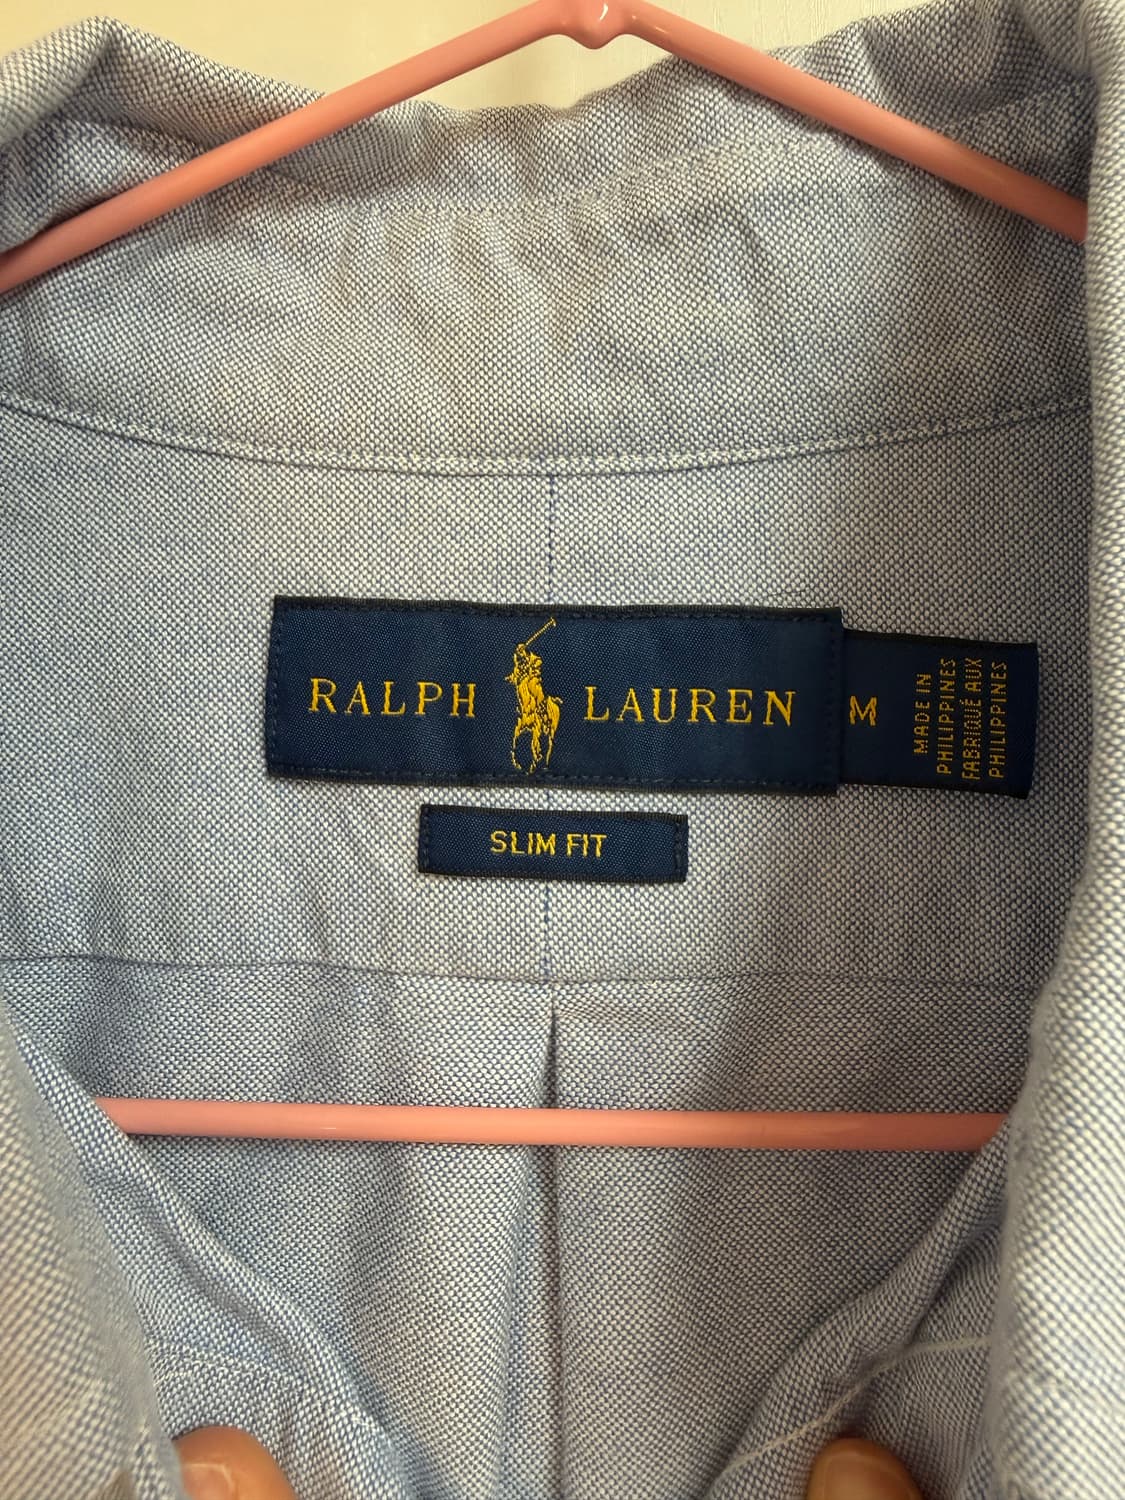 RALPH LAUREN
M
MADE IN
PHILIPPINES
FABRIQUÉ AUX
PHILIPPINES
SLIM FIT